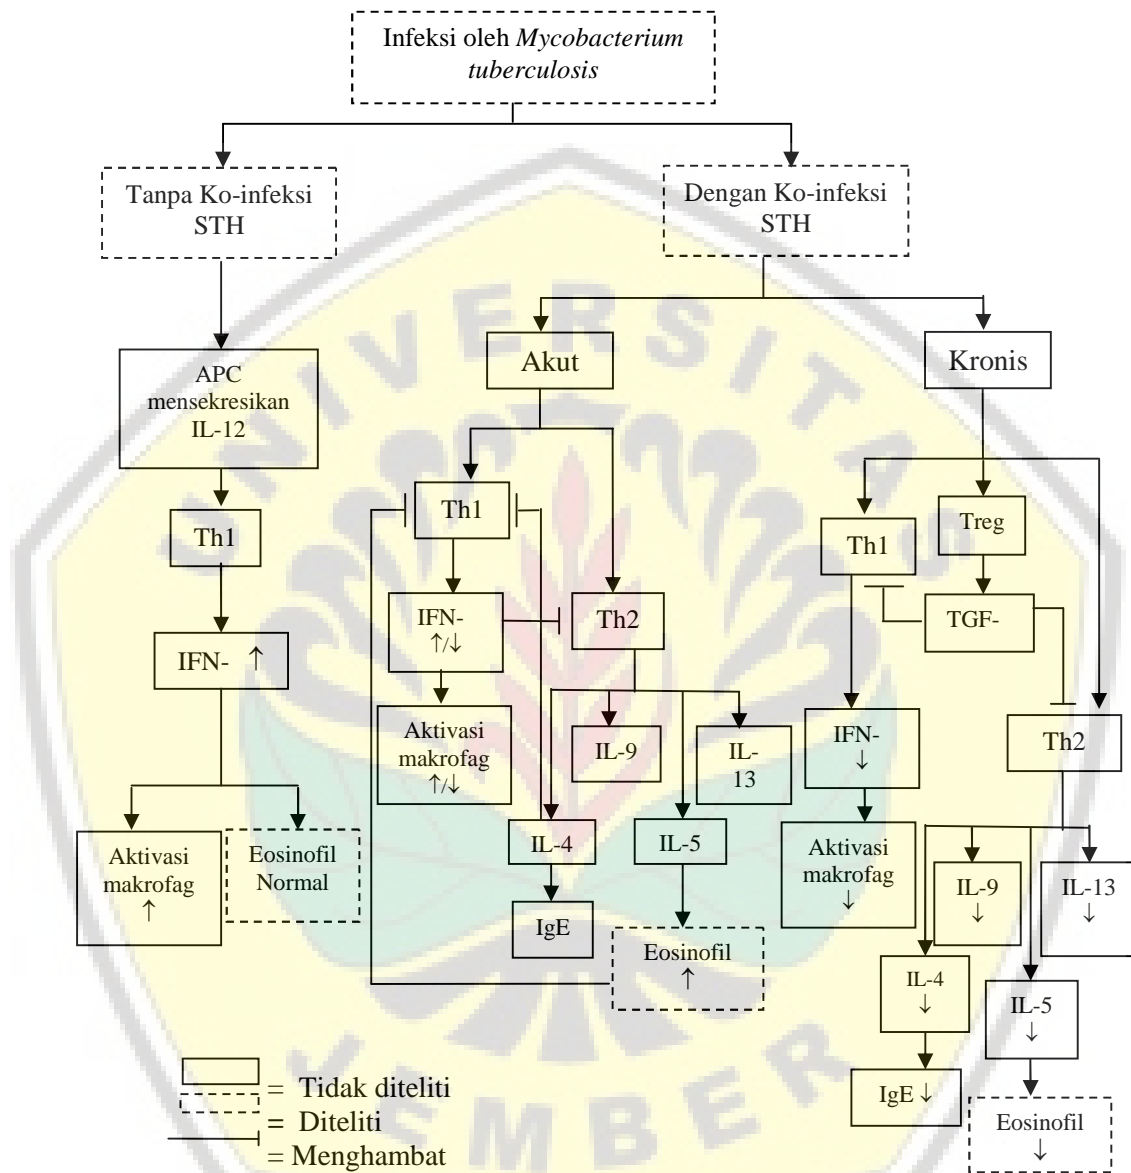 Infeksi oleh Mycobacterium
tuberculosis
Tanpa Ko-infeksi
STH
Dengan Ko-infeksi
STH
APC
mensekresikan
IL-12
Th1
IFN- ↑
Aktivasi
makrofag
↑
Eosinofil
Normal
Akut
Th1
IFN-
↑/↓
Aktivasi
makrofag
↑/↓
Th2
IL-9
IL-
13
IL-4
IL-5
IgE
Eosinofil
↑
Kronis
Th1
Treg
TGF-
IFN-
↓
Aktivasi
makrofag
↓
Th2
IL-9
↓
IL-13
↓
IL-4
↓
IL-5
↓
IgE ↓
Eosinofil
↓
= Tidak diteliti
= Diteliti
= Menghambat
UNIVERSITAS
JEMBER